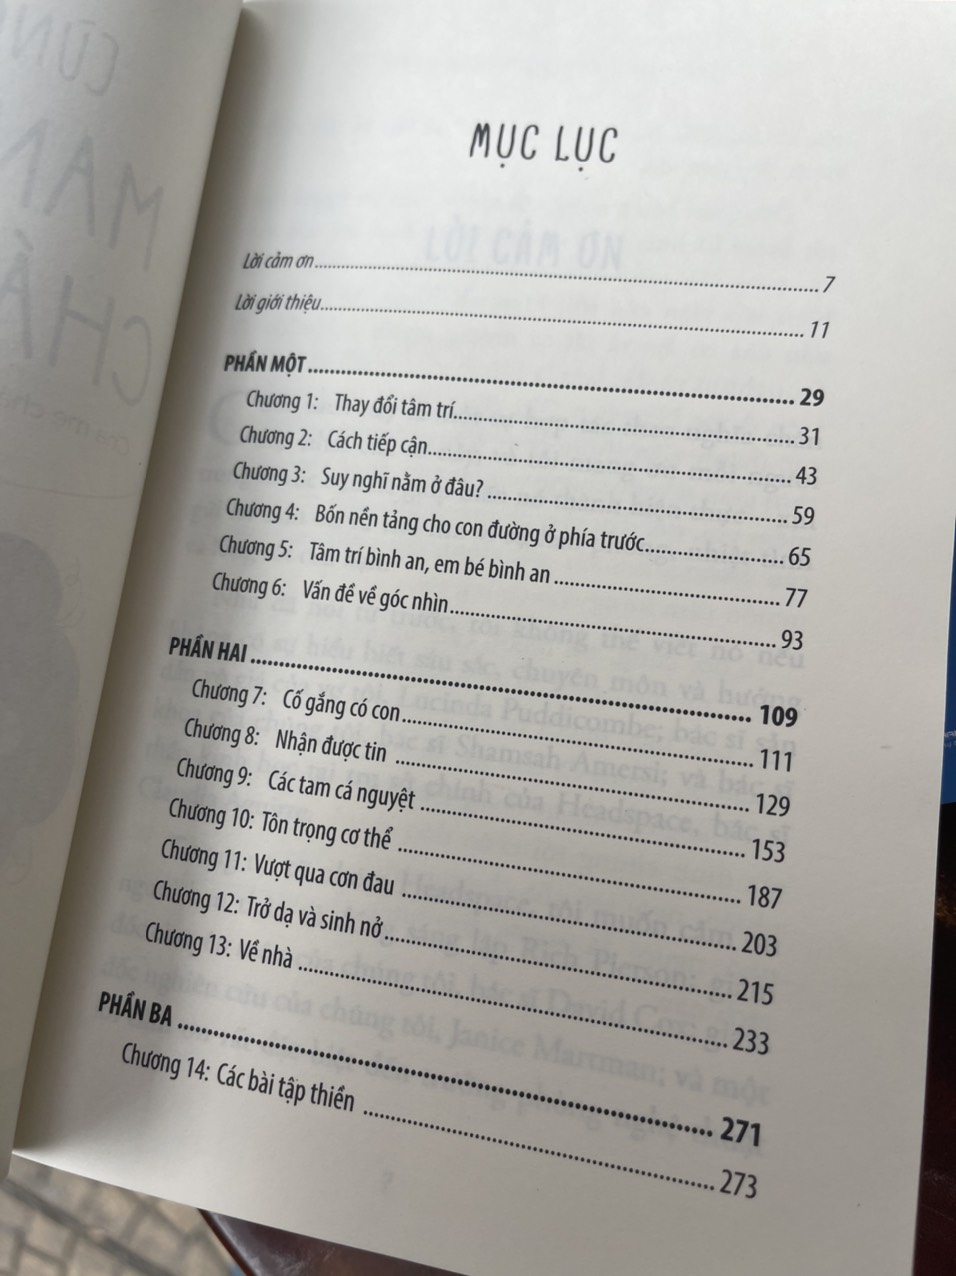 MỤC LỤC
Lời cảm ơn 7
Lời giới thiệu 11
PHẦN MỘT 29
Chương 1: Thay đổi tâm trí 31
Chương 2: Cách tiếp cận 43
Chương 3: Suy nghĩ nằm ở đâu? 59
Chương 4: Bốn nền tảng cho con đường ở phía trước 65
Chương 5: Tâm trí bình an, em bé bình an 77
Chương 6: Vấn đề về góc nhìn 93
PHẦN HAI 109
Chương 7: Cố gắng có con 111
Chương 8: Nhận được tin 129
Chương 9: Các tam cá nguyệt 153
Chương 10: Tôn trọng cơ thể 187
Chương 11: Vượt qua cơn đau 203
Chương 12: Trở dạ và sinh nở 215
Chương 13: Về nhà 233
PHẦN BA 271
Chương 14: Các bài tập thiền 273